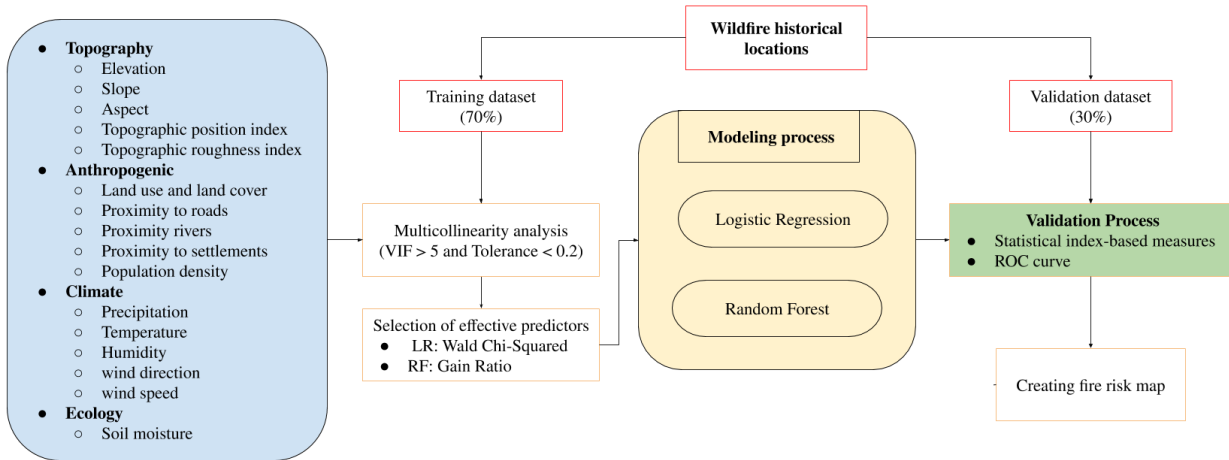 ● Topography
○ Elevation
○ Slope
○ Aspect
○ Topographic position index
○ Topographic roughness index
● Anthropogenic
○ Land use and land cover
○ Proximity to roads
○ Proximity rivers
○ Proximity to settlements
○ Population density
● Climate
○ Precipitation
○ Temperature
○ Humidity
○ wind direction
○ wind speed
● Ecology
○ Soil moisture
Wildfire historical
locations
Training dataset
(70%)
Validation dataset
(30%)
Multicollinearity analysis
(VIF > 5 and Tolerance < 0.2)
Selection of effective predictors
● LR: Wald Chi-Squared
● RF: Gain Ratio
Modeling process
Logistic Regression
Random Forest
Validation Process
● Statistical index-based measures
● ROC curve
Creating fire risk map